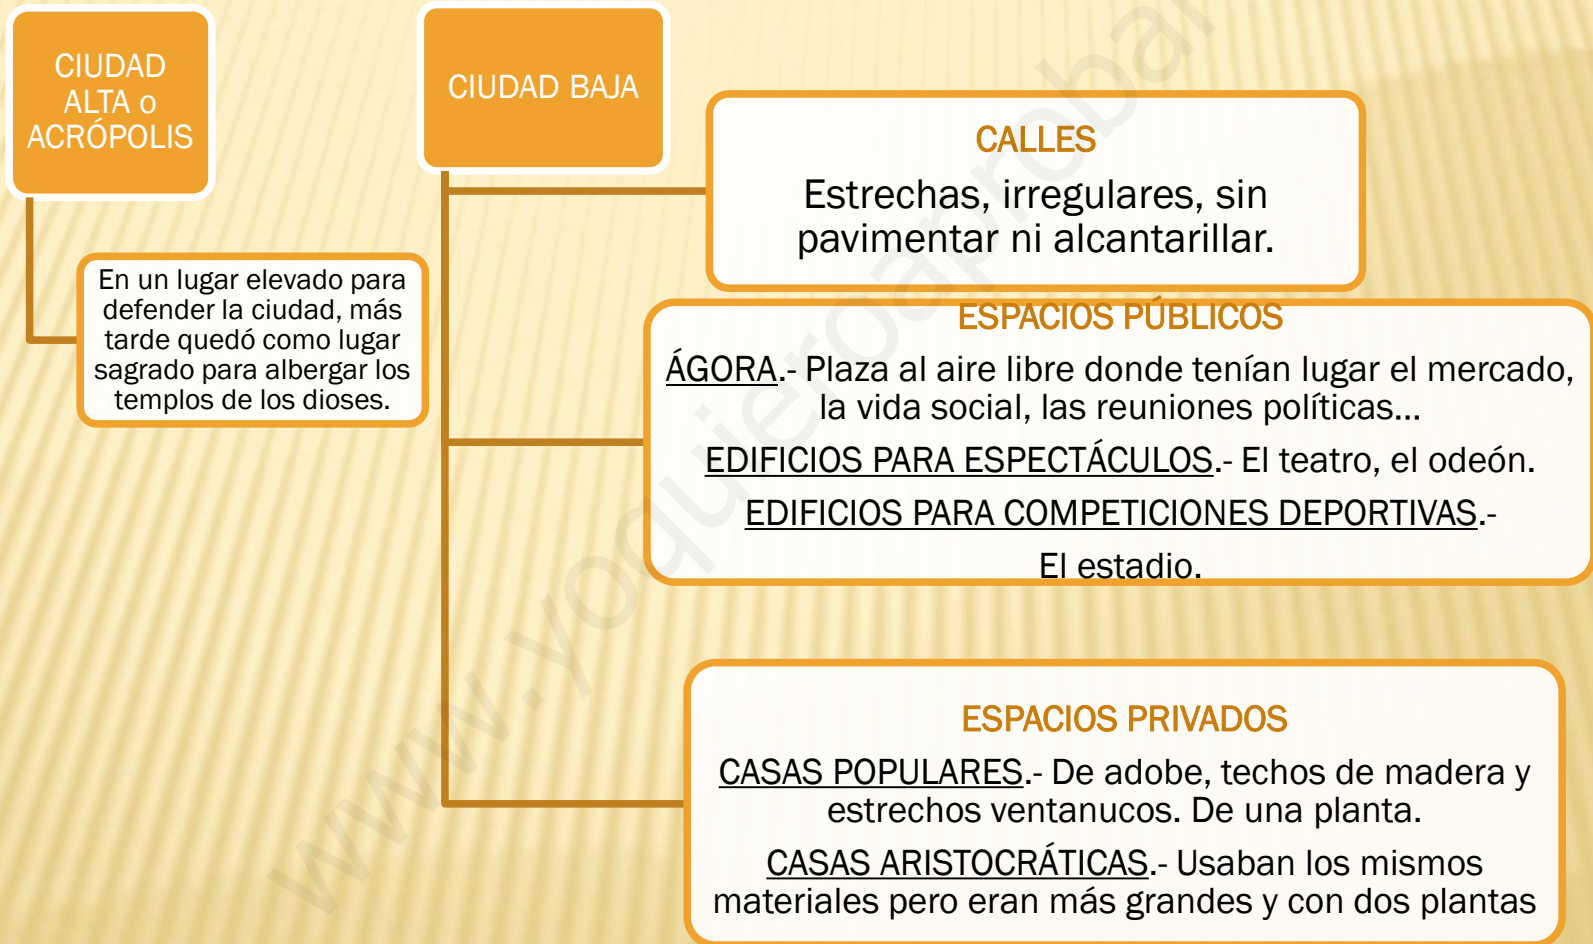 CIUDAD
ALTA o
ACRÓPOLIS
En un lugar elevado para
defender la ciudad, más
tarde quedó como lugar
sagrado para albergar los
templos de los dioses.
CIUDAD BAJA
CALLES
Estrechas, irregulares, sin
pavimentar ni alcantarillar.
ESPACIOS PÚBLICOS
ÁGORA.- Plaza al aire libre donde tenían lugar el mercado,
la vida social, las reuniones políticas...
EDIFICIOS PARA ESPECTÁCULOS.- El teatro, el odeón.
EDIFICIOS PARA COMPETICIONES DEPORTIVAS.-
El estadio.
ESPACIOS PRIVADOS
CASAS POPULARES.- De adobe, techos de madera y
estrechos ventanucos. De una planta.
CASAS ARISTOCRÁTICAS.- Usaban los mismos
materiales pero eran más grandes y con dos plantas
www.yoquieroaprobar